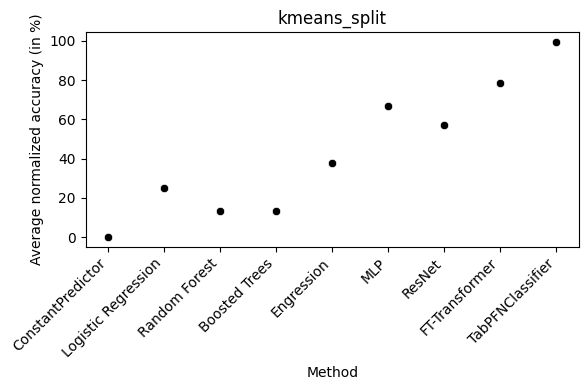 kmeans_split
Average normalized accuracy (in %)
100
80
60
40
20
0
ConstantPredictor
Logistic Regression
Random Forest
Boosted Trees
Engression
MLP
ResNet
FT-Transformer
TabPFNClassifier
Method